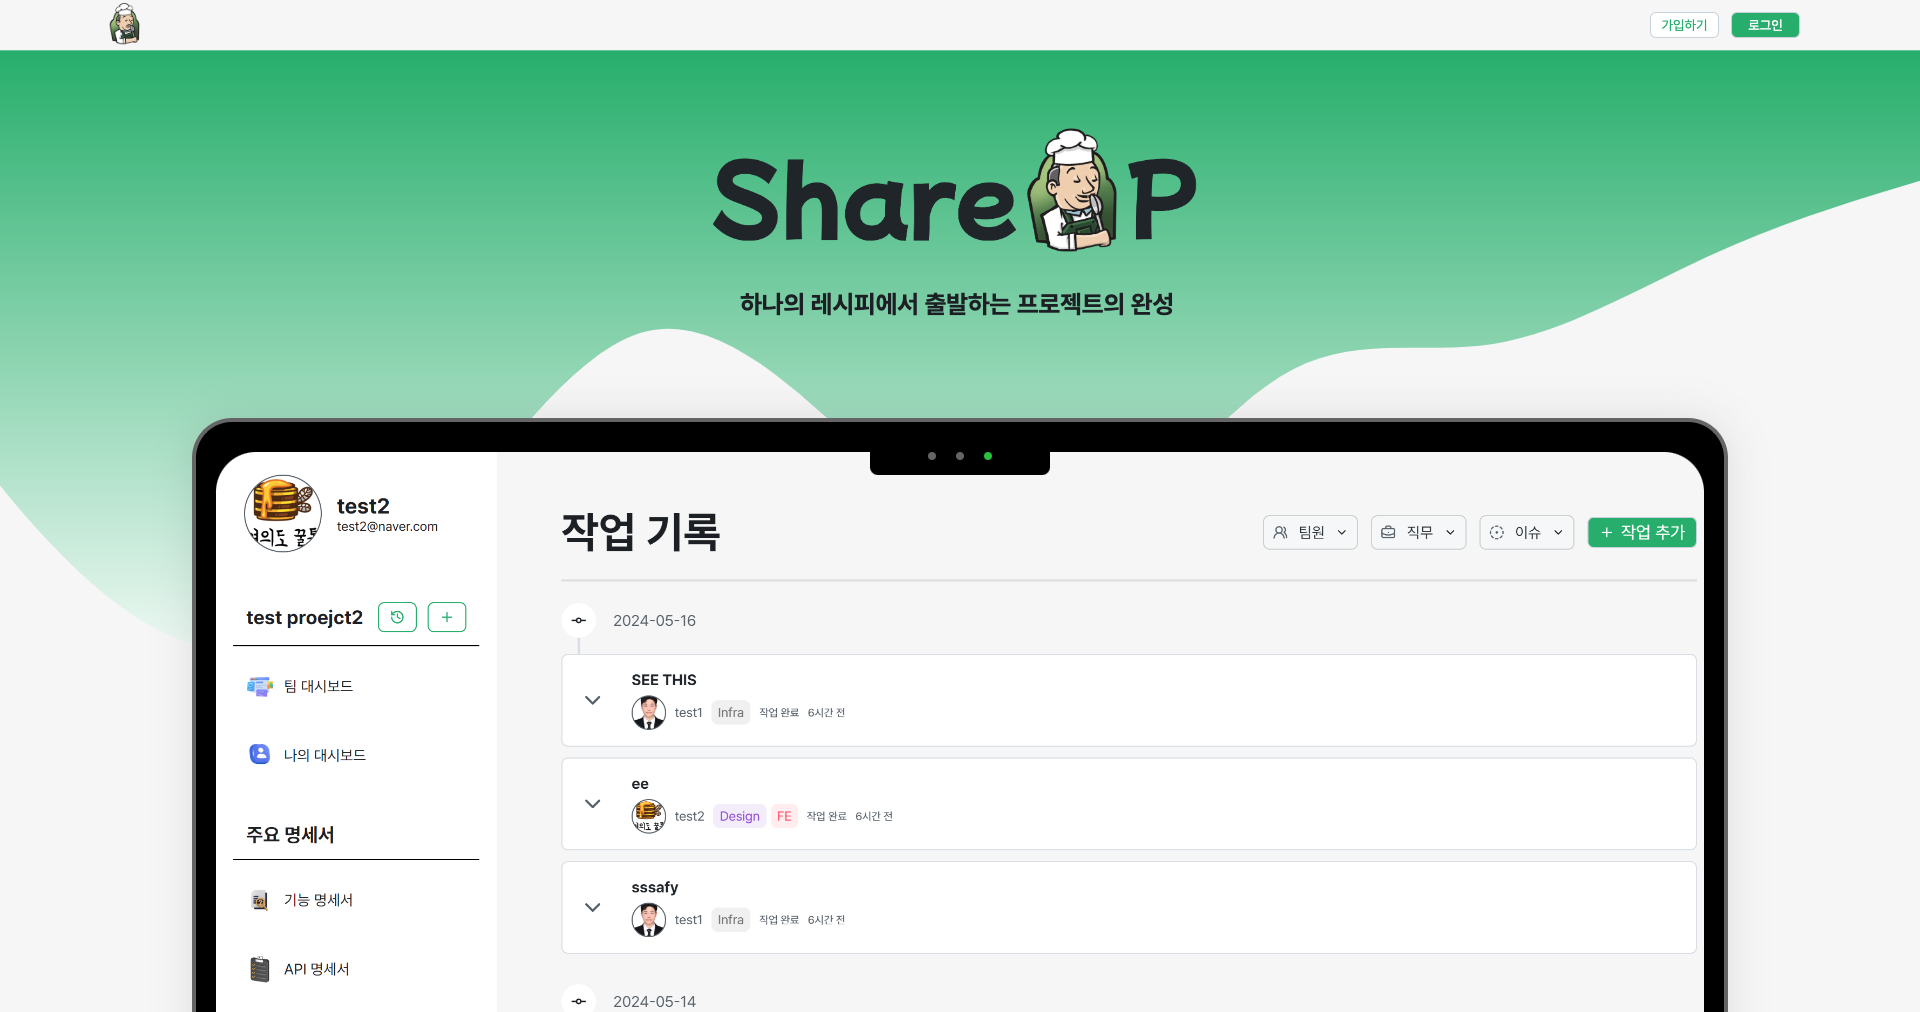 가입하기
로그인
Share P
하나의 레시피에서 출발하는 프로젝트의 완성
test2
test2@naver.com
test proejct2
팀 대시보드
나의 대시보드
주요 명세서
기능 명세서
API 명세서
작업 기록
팀원
직무
이슈
+ 작업 추가
2024-05-16
SEE THIS
test1 Infra 작업 완료 6시간 전
ee
test2 Design FE 작업 완료 6시간 전
sssafy
test1 Infra 작업 완료 6시간 전
2024-05-14